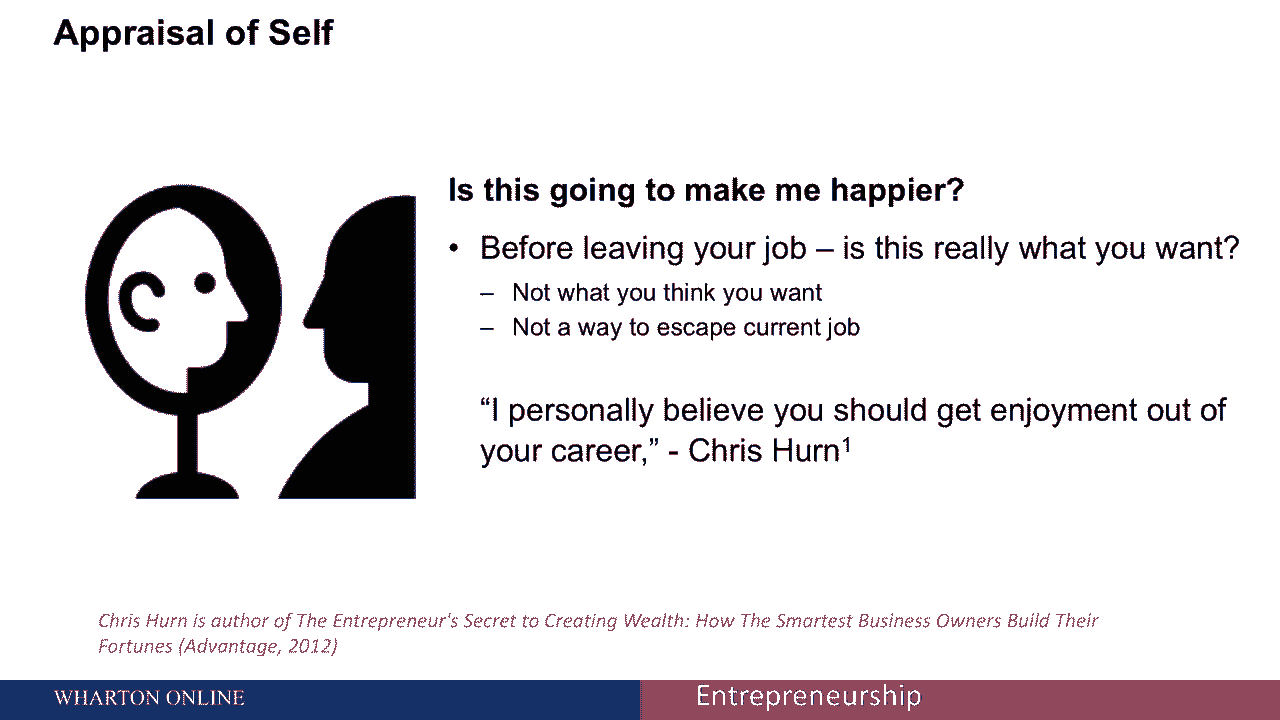 Appraisal of Self
Is this going to make me happier?
• Before leaving your job – is this really what you want?
– Not what you think you want
– Not a way to escape current job
“I personally believe you should get enjoyment out of
your career,” - Chris Hurn¹
Chris Hurn is author of The Entrepreneur's Secret to Creating Wealth: How The Smartest Business Owners Build Their
Fortunes (Advantage, 2012)
WHARTON ONLINE
Entrepreneurship